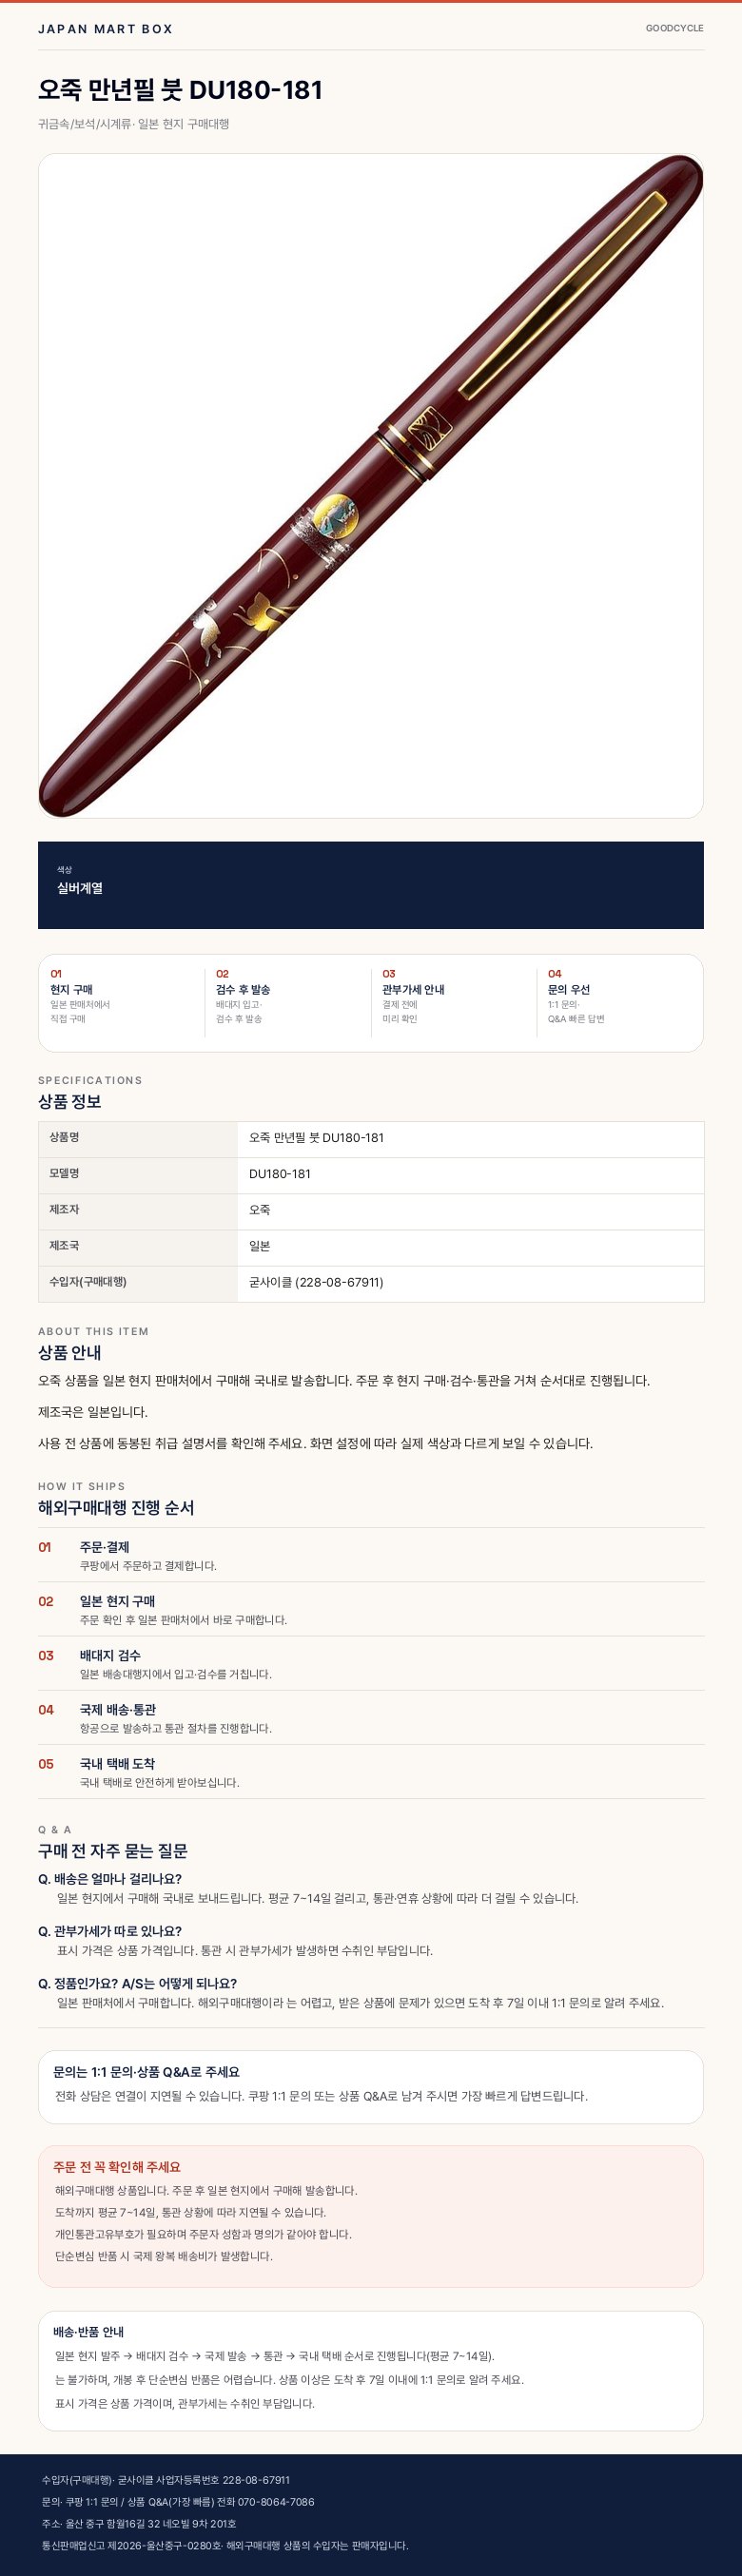 JAPAN MART BOX
GOODCYCLE
오죽 만년필 붓 DU180-181
귀금속/보석/시계류· 일본 현지 구매대행
색상
실버계열
01
현지 구매
일본 판매처에서
직접 구매
02
검수 후 발송
배대지 입고·
검수 후 발송
03
관부가세 안내
결제 전에
미리 확인
04
문의 우선
1:1 문의·
Q&A 빠른 답변
SPECIFICATIONS
상품 정보
상품명 오죽 만년필 붓 DU180-181
모델명 DU180-181
제조자 오죽
제조국 일본
수입자(구매대행) 굳사이클 (228-08-67911)
ABOUT THIS ITEM
상품 안내
오죽 상품을 일본 현지 판매처에서 구매해 국내로 발송합니다. 주문 후 현지 구매·검수·통관을 거쳐 순서대로 진행됩니다.
제조국은 일본입니다.
사용 전 상품에 동봉된 취급 설명서를 확인해 주세요. 화면 설정에 따라 실제 색상과 다르게 보일 수 있습니다.
HOW IT SHIPS
해외구매대행 진행 순서
01 주문·결제
쿠팡에서 주문하고 결제합니다.
02 일본 현지 구매
주문 확인 후 일본 판매처에서 바로 구매합니다.
03 배대지 검수
일본 배송대행지에서 입고·검수를 거칩니다.
04 국제 배송·통관
항공으로 발송하고 통관 절차를 진행합니다.
05 국내 택배 도착
국내 택배로 안전하게 받아보십니다.
Q & A
구매 전 자주 묻는 질문
Q. 배송은 얼마나 걸리나요?
일본 현지에서 구매해 국내로 보내드립니다. 평균 7~14일 걸리고, 통관·연휴 상황에 따라 더 걸릴 수 있습니다.
Q. 관부가세가 따로 있나요?
표시 가격은 상품 가격입니다. 통관 시 관부가세가 발생하면 수취인 부담입니다.
Q. 정품인가요? A/S는 어떻게 되나요?
일본 판매처에서 구매합니다. 해외구매대행이라 는 어렵고, 받은 상품에 문제가 있으면 도착 후 7일 이내 1:1 문의로 알려 주세요.
문의는 1:1 문의·상품 Q&A로 주세요
전화 상담은 연결이 지연될 수 있습니다. 쿠팡 1:1 문의 또는 상품 Q&A로 남겨 주시면 가장 빠르게 답변드립니다.
주문 전 꼭 확인해 주세요
해외구매대행 상품입니다. 주문 후 일본 현지에서 구매해 발송합니다.
도착까지 평균 7~14일, 통관 상황에 따라 지연될 수 있습니다.
개인통관고유부호가 필요하며 주문자 성함과 명의가 같아야 합니다.
단순변심 반품 시 국제 왕복 배송비가 발생합니다.
배송·반품 안내
일본 현지 발주 → 배대지 검수 → 국제 발송 → 통관 → 국내 택배 순서로 진행됩니다(평균 7~14일).
는 불가하며, 개봉 후 단순변심 반품은 어렵습니다. 상품 이상은 도착 후 7일 이내에 1:1 문의로 알려 주세요.
표시 가격은 상품 가격이며, 관부가세는 수취인 부담입니다.
수입자(구매대행)· 굳사이클 사업자등록번호 228-08-67911
문의· 쿠팡 1:1 문의 / 상품 Q&A(가장 빠름) 전화 070-8064-7086
주소· 울산 중구 함월16길 32 네오빌 9차 201호
통신판매업신고 제2026-울산중구-0280호· 해외구매대행 상품의 수입자는 판매자입니다.